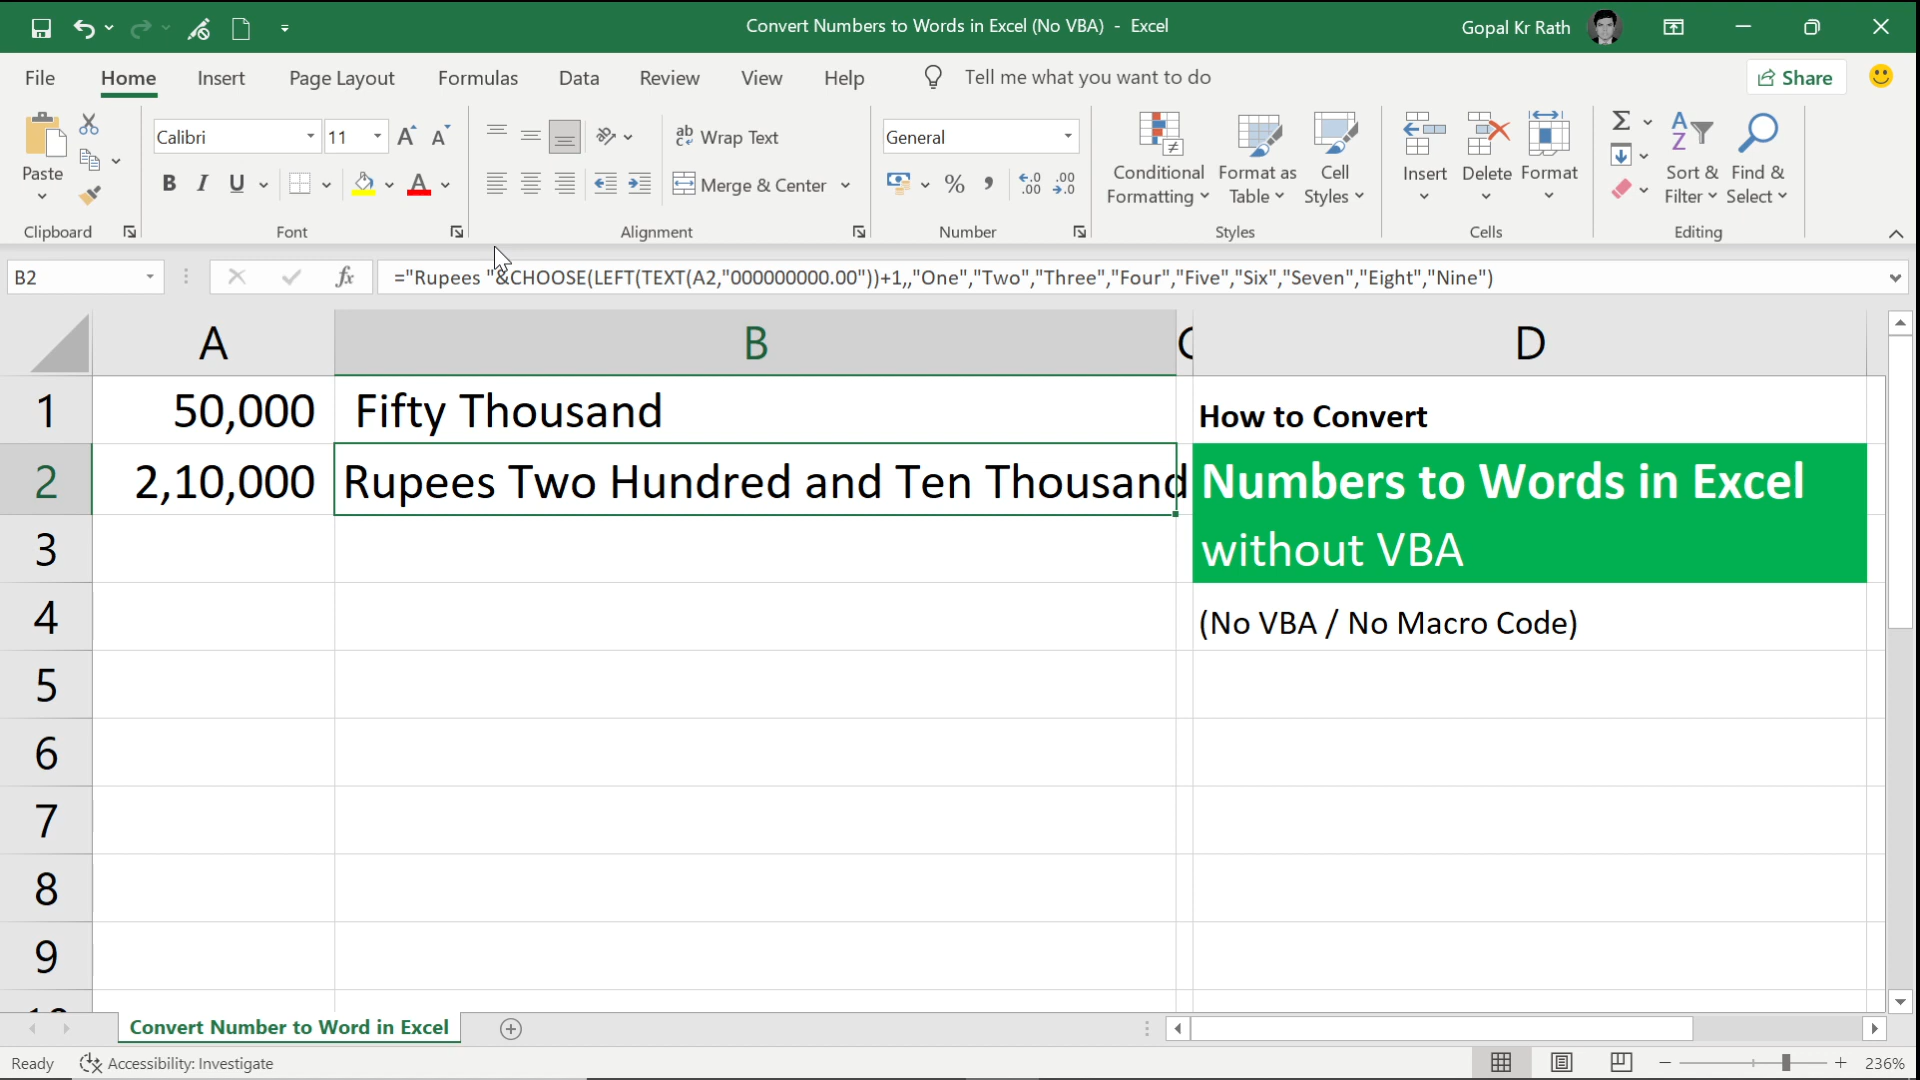 Convert Numbers to Words in Excel (No VBA) - Excel
Gopal Kr Rath
File Home Insert Page Layout Formulas Data Review View Help Tell me what you want to do Share
Calibri 11 Wrap Text General
Paste
B I U Merge & Center % .00 .00
Conditional Formatting
Format as Table
Cell Styles
Insert Delete Format
Sort & Filter
Find & Select
Clipboard Font Alignment Number Styles Cells Editing
B2 fx ="Rupees "&CHOOSE(LEFT(TEXT(A2,"000000000.00"))+1,,"One","Two","Three","Four","Five","Six","Seven","Eight","Nine")
A B C D
1 50,000 Fifty Thousand How to Convert
2 2,10,000 Rupees Two Hundred and Ten Thousand Numbers to Words in Excel
3 without VBA
4 (No VBA / No Macro Code)
5
6
7
8
9
Convert Number to Word in Excel
Ready Accessibility: Investigate 236%